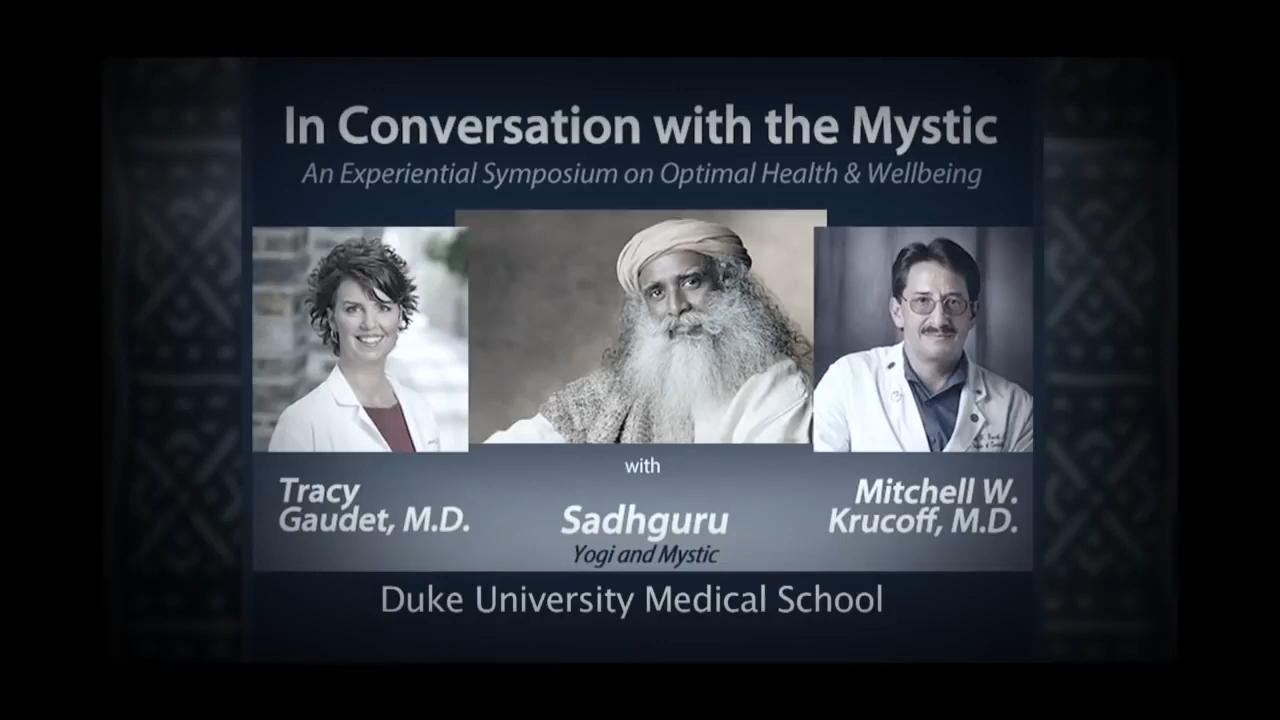 In Conversation with the Mystic
An Experiential Symposium on Optimal Health & Wellbeing
with
Tracy
Gaudet, M.D.
Sadhguru
Yogi and Mystic
Mitchell W.
Krucoff, M.D.
Duke University Medical School